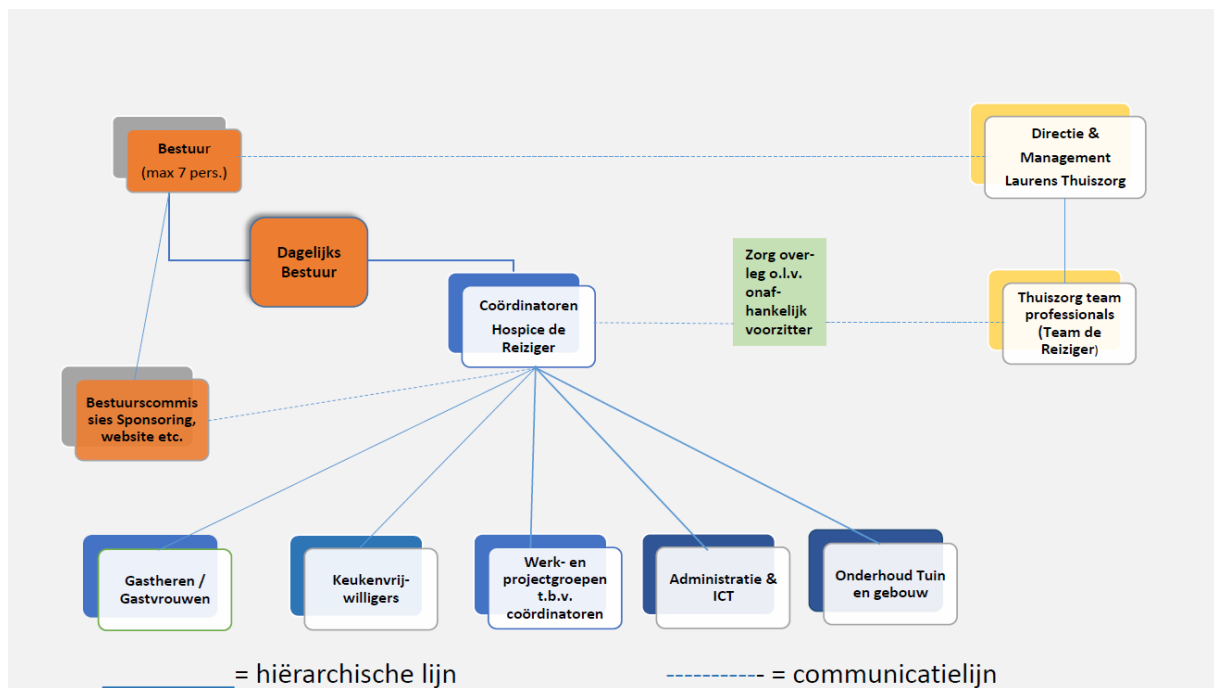 Bestuur
(max 7 pers.)
Directie &
Management
Laurens Thuiszorg
Dagelijks
Bestuur
Zorg over-
leg o.l.v.
onaf-
hankelijk
voorzitter
Coördinatoren
Hospice de
Reiziger
Thuiszorg team
professionals
(Team de
Reiziger)
Bestuurscommis
sies Sponsoring,
website etc.
Gastheren /
Gastvrouwen
Keukenvrij-
willigers
Werk- en
projectgroepen
t.b.v.
coördinatoren
Administratie &
ICT
Onderhoud Tuin
en gebouw
= hiërarchische lijn
= communicatielijn